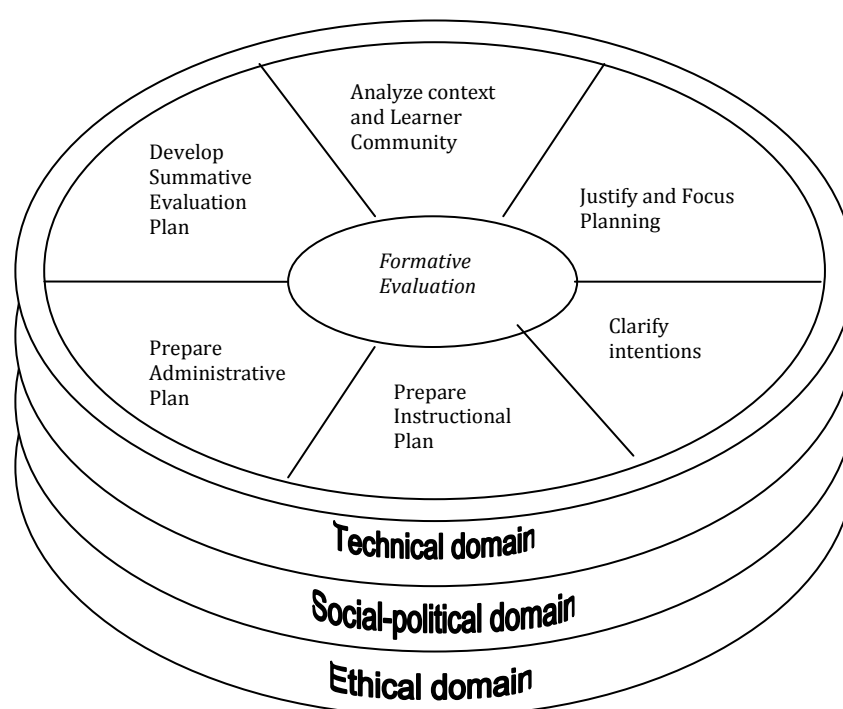 Analyze context
and Learner
Community
Develop
Summative
Evaluation
Plan
Justify and Focus
Planning
Formative
Evaluation
Clarify
intentions
Prepare
Administrative
Plan
Prepare
Instructional
Plan
Technical domain
Social-political domain
Ethical domain